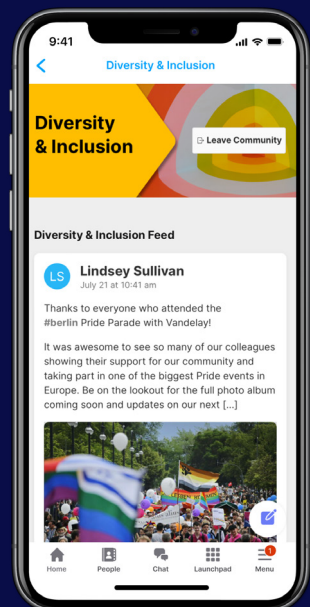 9:41
Diversity & Inclusion
Diversity
& Inclusion
Leave Community
Diversity & Inclusion Feed
LS
Lindsey Sullivan
July 21 at 10:41 am
Thanks to everyone who attended the
#berlin Pride Parade with Vandelay!
It was awesome to see so many of our colleagues
showing their support for our community and
taking part in one of the biggest Pride events in
Europe. Be on the lookout for the full photo album
coming soon and updates on our next [...]
1
Home
People
Chat
Launchpad
Menu